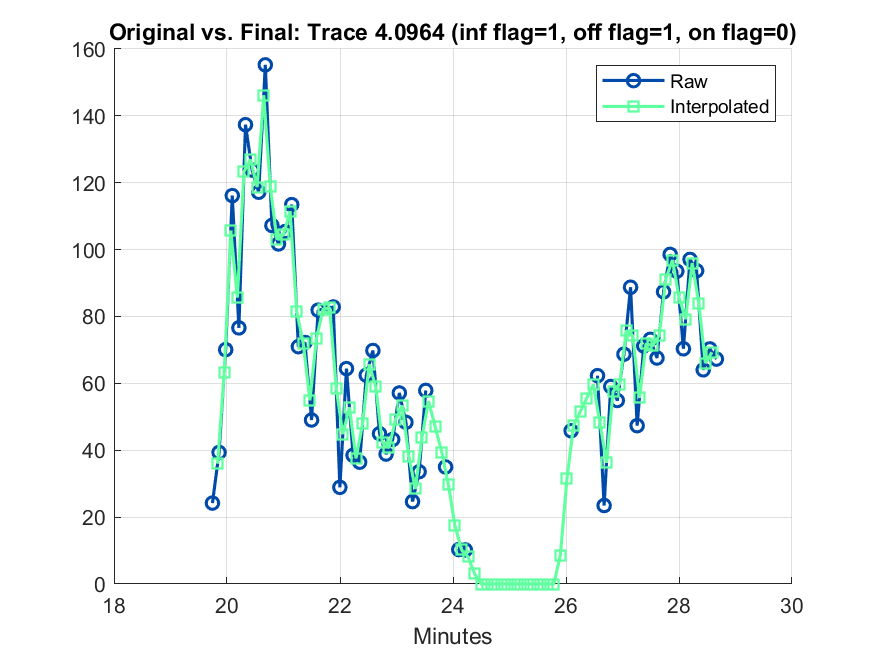 Original vs. Final: Trace 4.0964 (inf flag=1, off flag=1, on flag=0)
160
140
120
100
80
60
40
20
0
Raw
Interpolated
18 20 22 24 26 28 30
Minutes